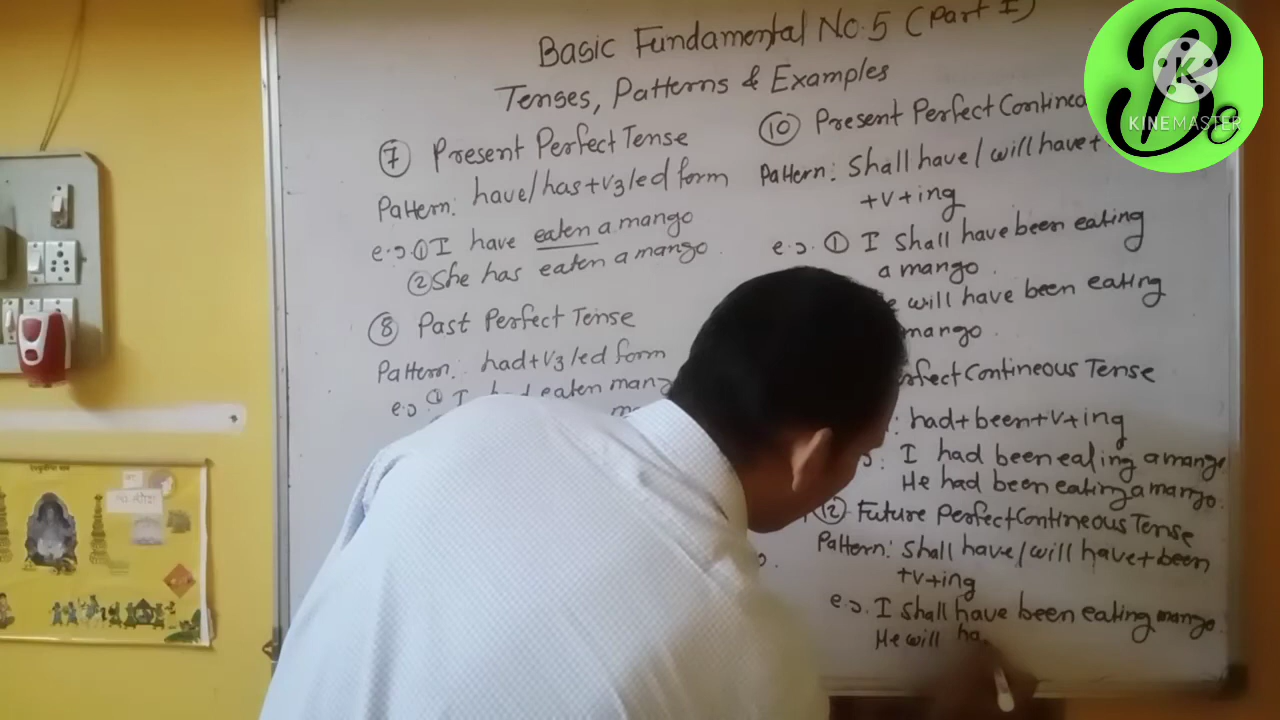 Basic Fundamental No.5 (Part I)
Tenses, Patterns & Examples
⑦ Present Perfect Tense
Pattern: have/has+v3/ed form
e.g. ① I have eaten a mango
② She has eaten a mango.
⑧ Past Perfect Tense
Pattern: had+v3/ed form
e.g. ① I had eaten
⑩ Present Perfect
Pattern: Shall have/ will have+
+v+ing
e.g. ① I shall have been eating
a mango.
will have been eating
mango.
Contineous Tense
had+been+v+ing
I had been eating a mango
He had been eating a mango.
⑫ Future Perfect Contineous Tense
Pattern: Shall have/will have+been
+v+ing
e.g. I shall have been eating mango.
He will
K
KINEMASTER